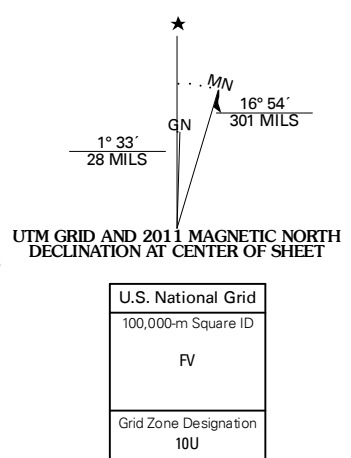 ★
MN
16° 54´
301 MILS
GN
1° 33´
28 MILS
UTM GRID AND 2011 MAGNETIC NORTH
DECLINATION AT CENTER OF SHEET
U.S. National Grid
100,000-m Square ID
FV
Grid Zone Designation
10U